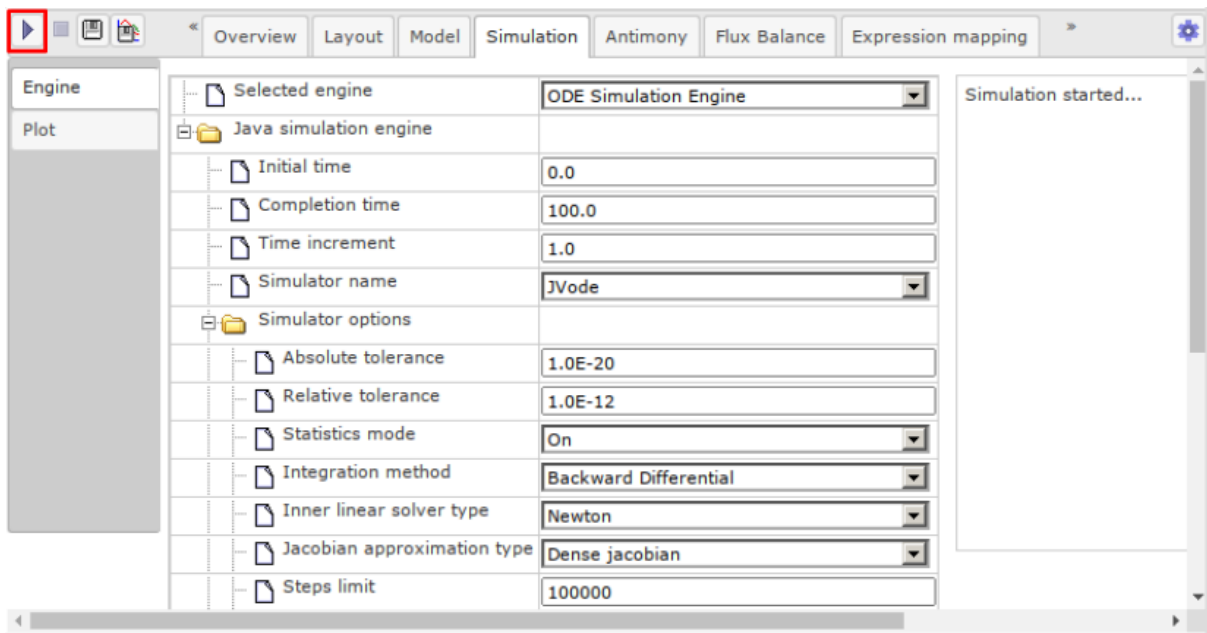 « Overview Layout Model Simulation Antimony Flux Balance Expression mapping »
Engine
Plot
Selected engine ODE Simulation Engine
Java simulation engine
Initial time 0.0
Completion time 100.0
Time increment 1.0
Simulator name JVode
Simulator options
Absolute tolerance 1.0E-20
Relative tolerance 1.0E-12
Statistics mode On
Integration method Backward Differential
Inner linear solver type Newton
Jacobian approximation type Dense jacobian
Steps limit 100000
Simulation started...